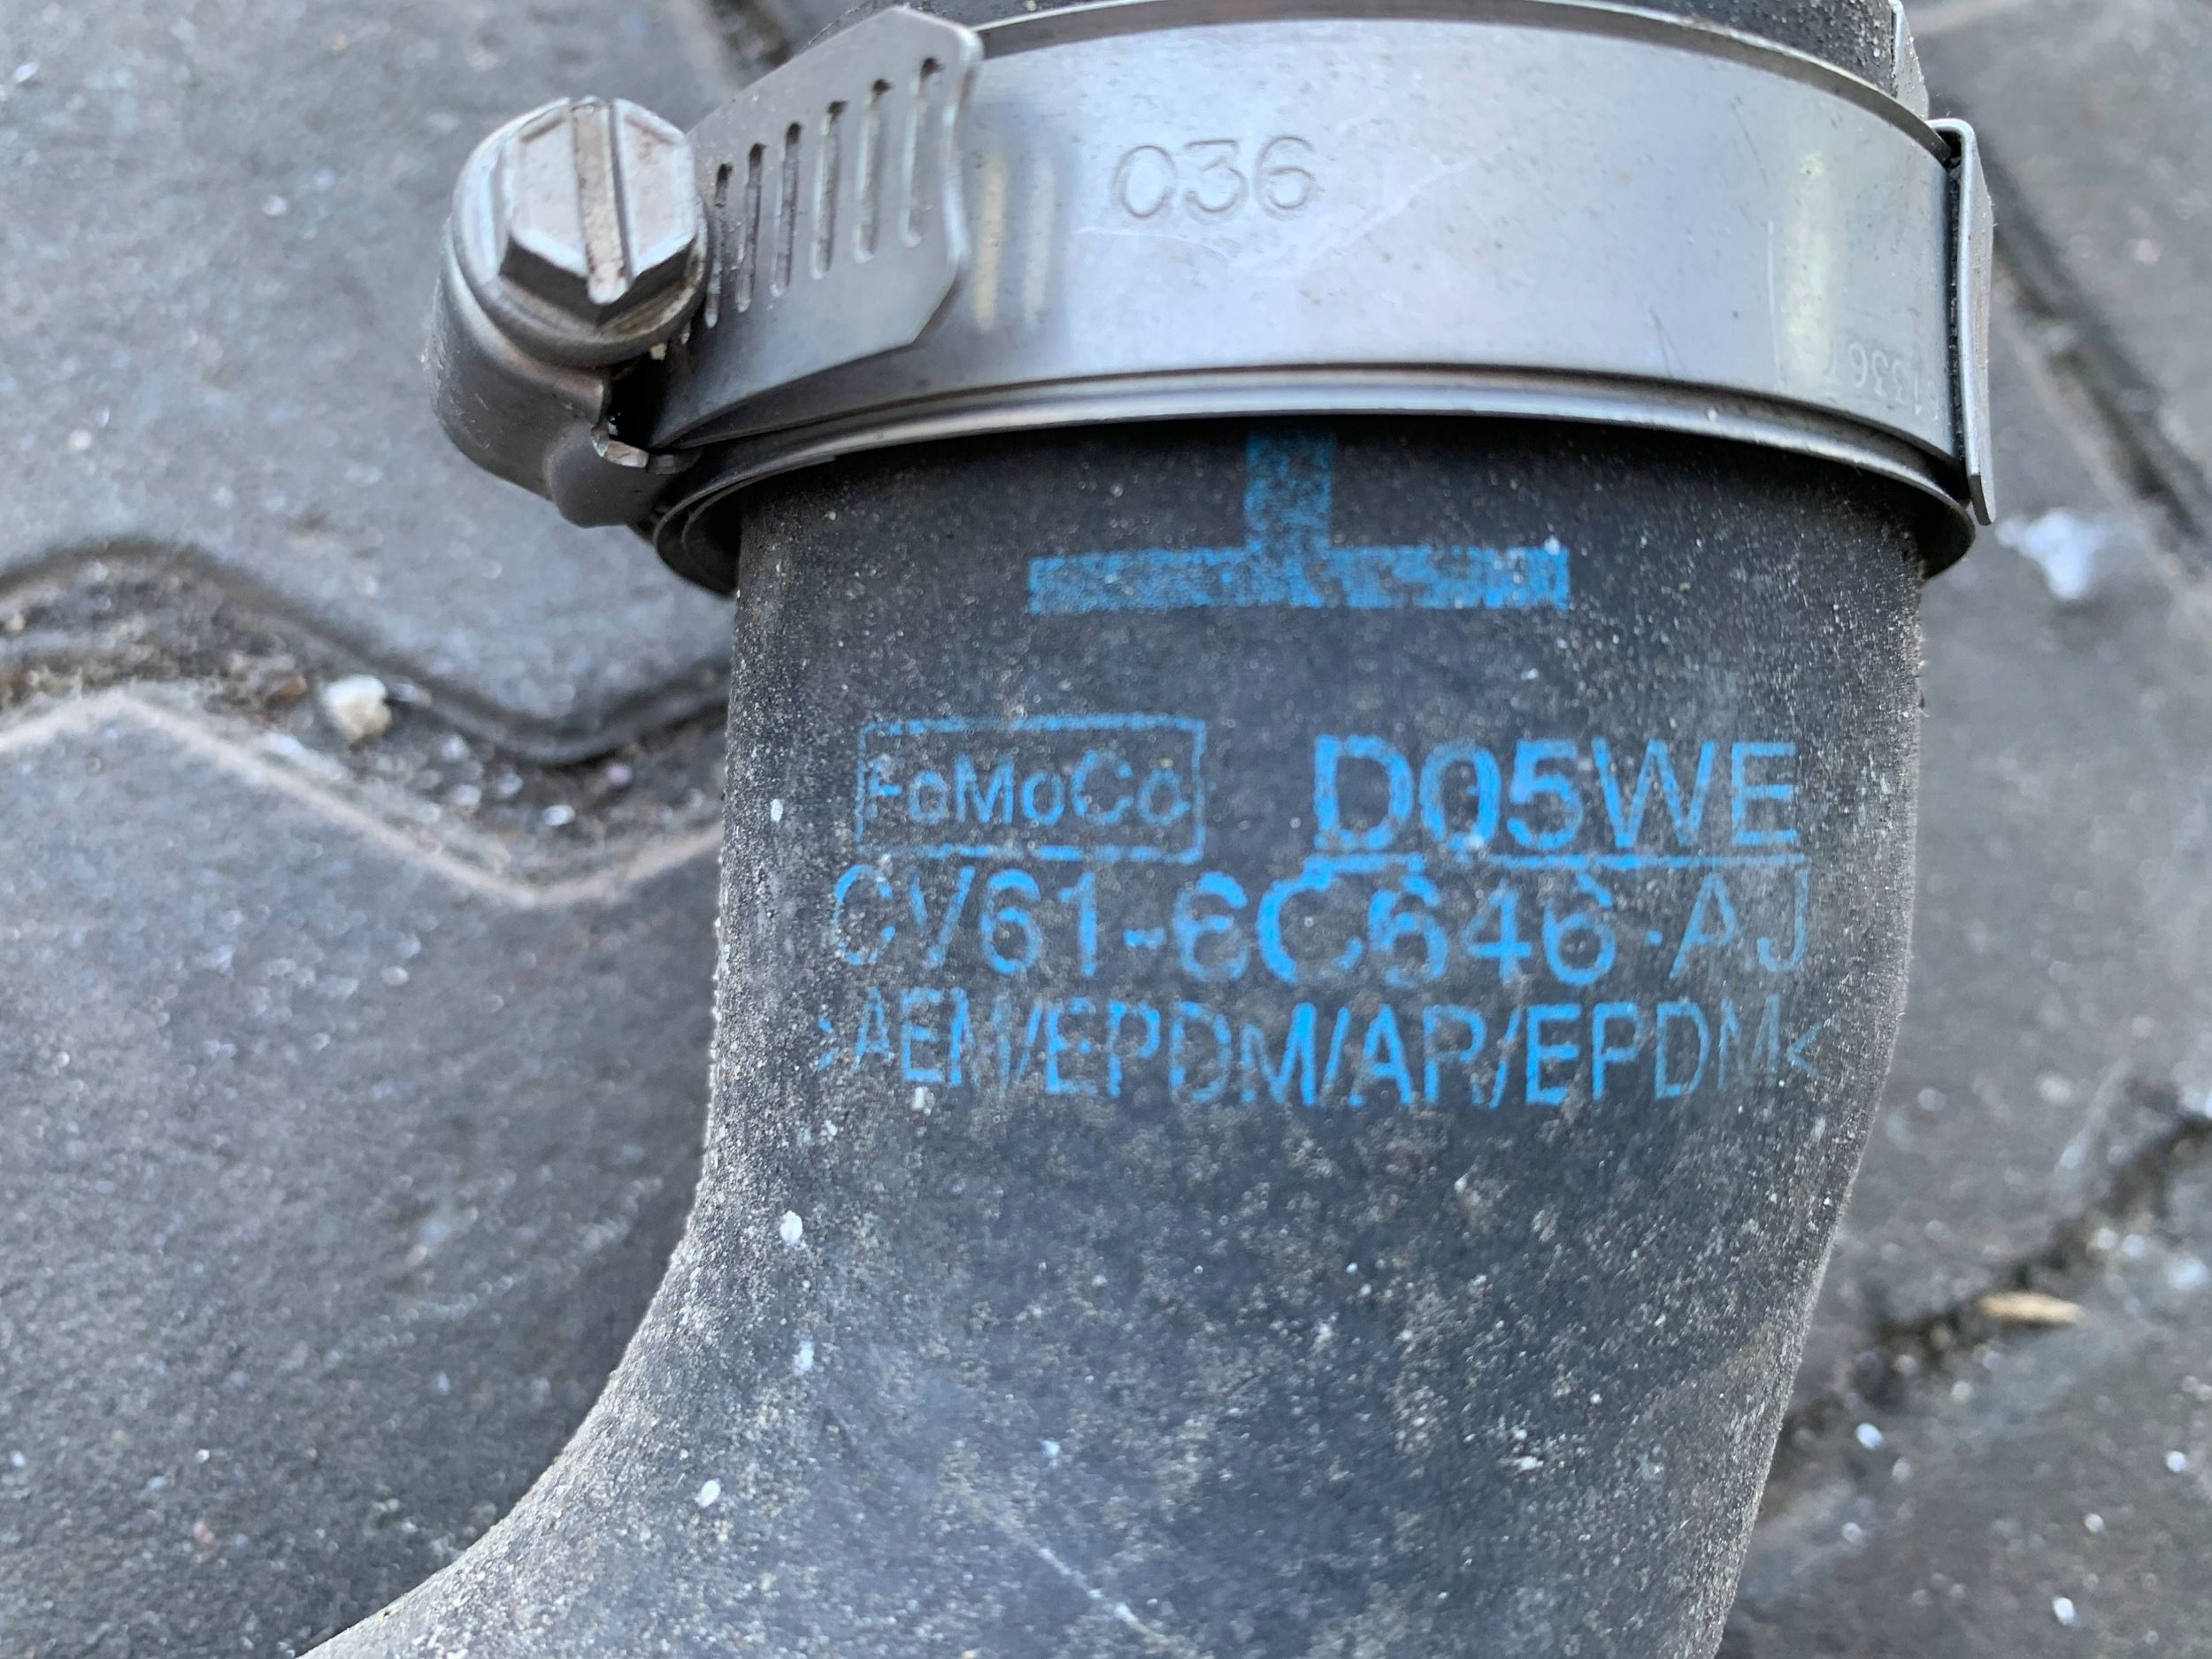 036
FoMoCo D05WE
CV61-6C646-AJ
>AEM/EPDM/AR/EPDM<